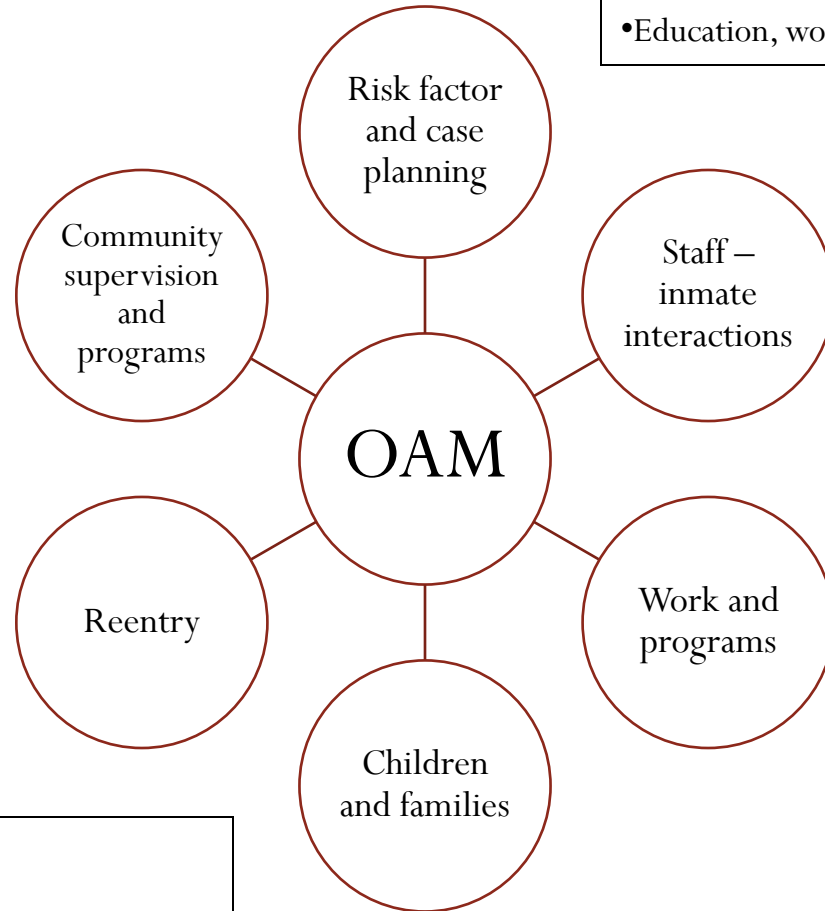 •Education, wo
Risk factor
and case
planning
Community
supervision
and
programs
Staff –
inmate
interactions
OAM
Reentry
Work and
programs
Children
and families